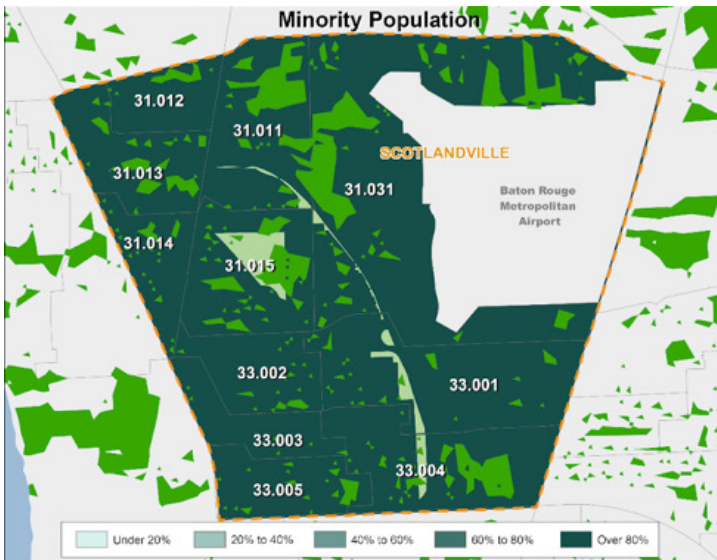 Minority Population
31.012
31.011
SCOTLANDVILLE
31.013
31.031
Baton Rouge
Metropolitan
Airport
31.014
31.015
33.002
33.001
33.003
33.004
33.005
Under 20%
20% to 40%
40% to 60%
60% to 80%
Over 80%